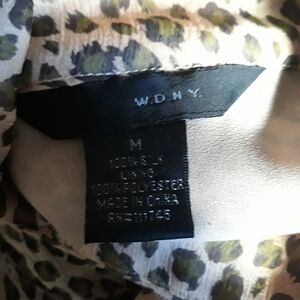 W.D.N.Y.
M
100% SILK
LINING
100% POLYESTER
MADE IN CHINA
RN#111745